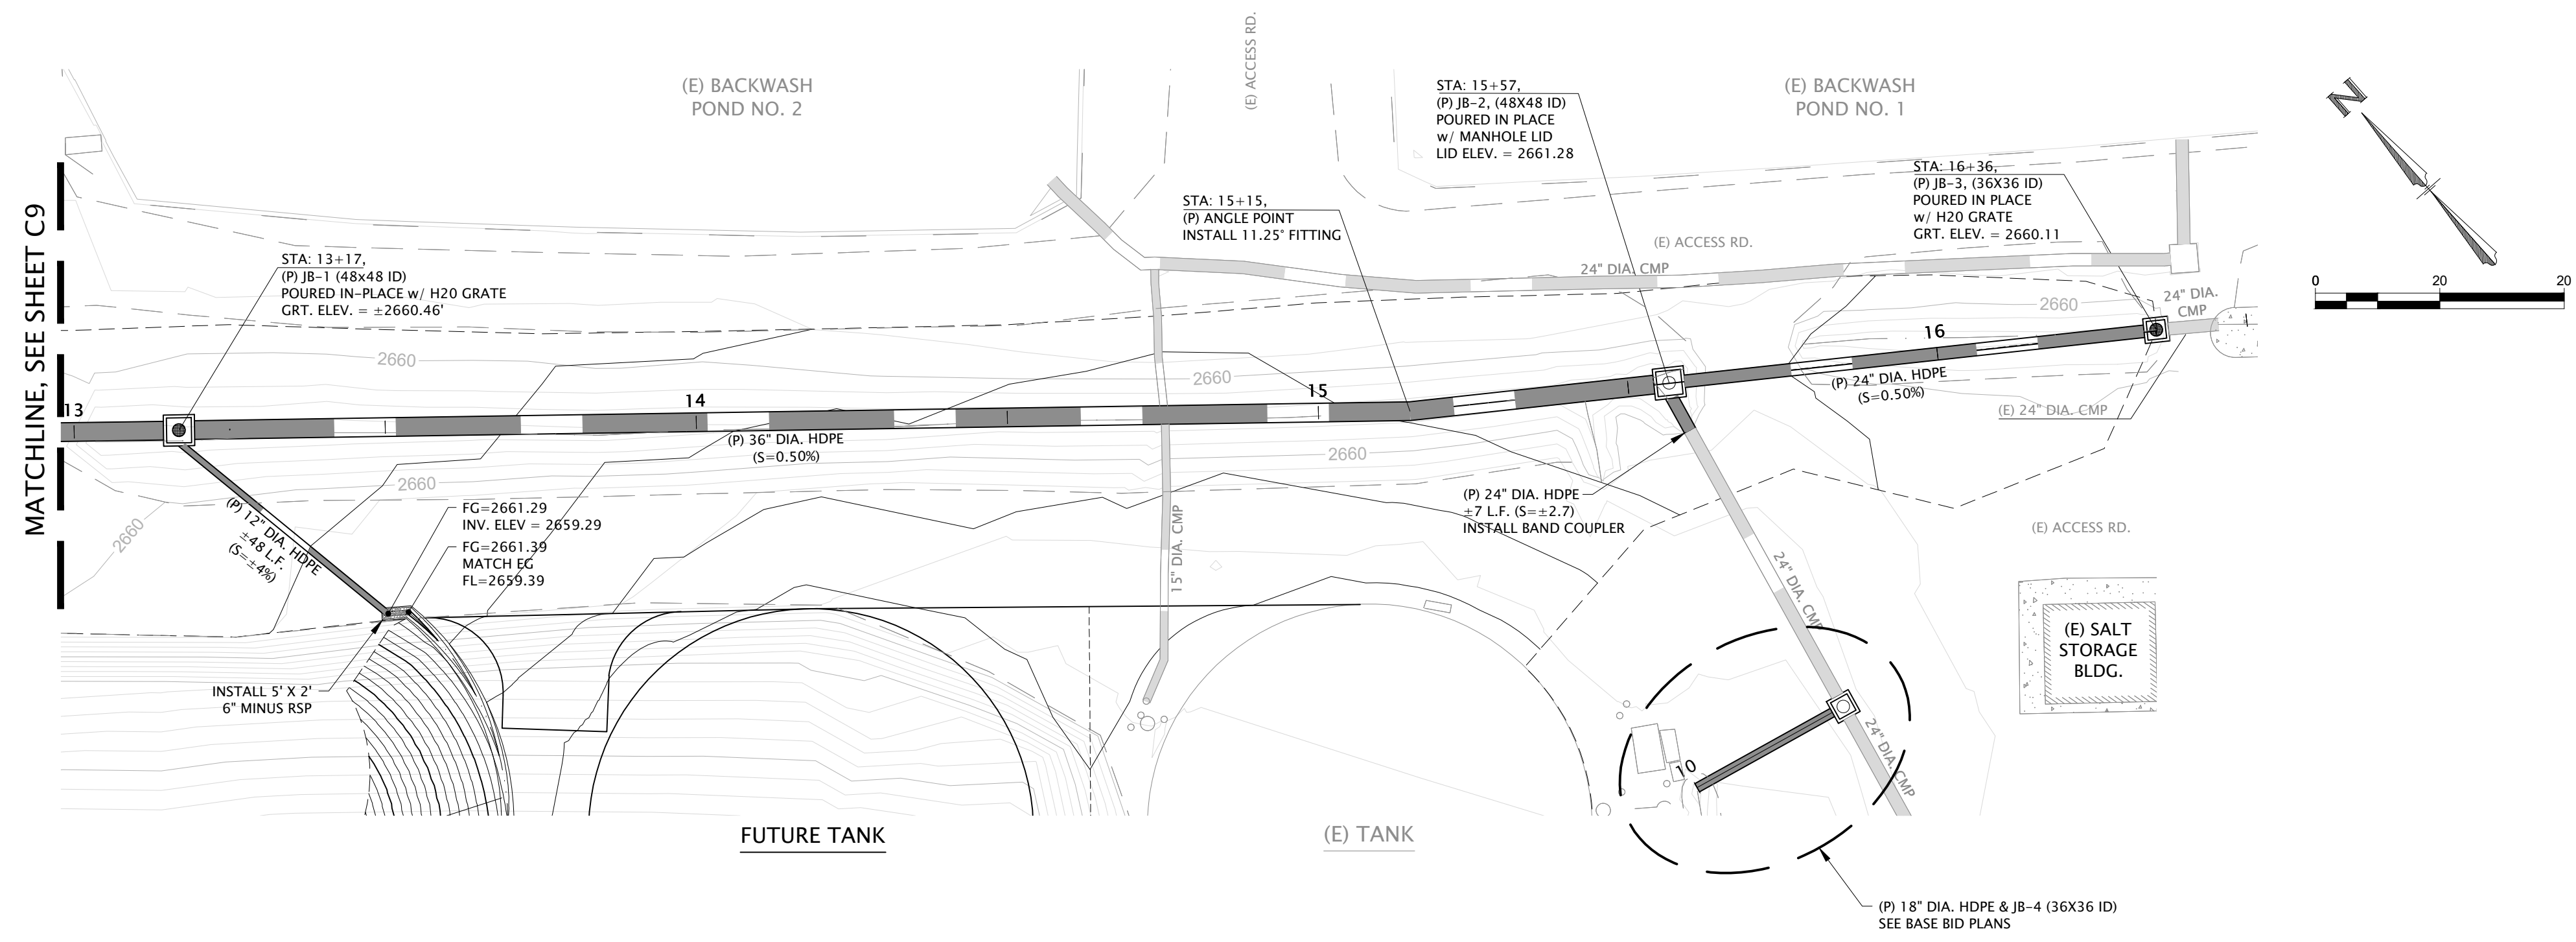 (E) BACKWASH
POND NO. 2
(E) ACCESS RD.
STA: 15+57,
(P) JB-2, (48X48 ID)
POURED IN PLACE
w/ MANHOLE LID
LID ELEV. = 2661.28
(E) BACKWASH
POND NO. 1
N
STA: 16+36,
(P) JB-3, (36X36 ID)
POURED IN PLACE
w/ H20 GRATE
GRT. ELEV. = 2660.11
STA: 15+15,
(P) ANGLE POINT
INSTALL 11.25° FITTING
(E) ACCESS RD.
24" DIA. CMP
0
20
20
MATCHLINE, SEE SHEET C9
STA: 13+17,
(P) JB-1 (48x48 ID)
POURED IN-PLACE w/ H20 GRATE
GRT. ELEV. = ±2660.46'
24" DIA.
CMP
2660
2660
2660
13
14
15
16
(P) 24" DIA. HDPE
(S=0.50%)
(E) 24" DIA. CMP
(P) 36" DIA. HDPE
(S=0.50%)
2660
2660
2660
(P) 12" DIA. HDPE
±48 L.F.
(S=±4%)
FG=2661.29
INV. ELEV = 2659.29
FG=2661.39
MATCH EG
FL=2659.39
15" DIA. CMP
(P) 24" DIA. HDPE
±7 L.F. (S=±2.7)
INSTALL BAND COUPLER
(E) ACCESS RD.
24" DIA. CMP
(E) SALT
STORAGE
BLDG.
INSTALL 5' X 2'
6" MINUS RSP
10
24" DIA. CMP
FUTURE TANK
(E) TANK
(P) 18" DIA. HDPE & JB-4 (36X36 ID)
SEE BASE BID PLANS